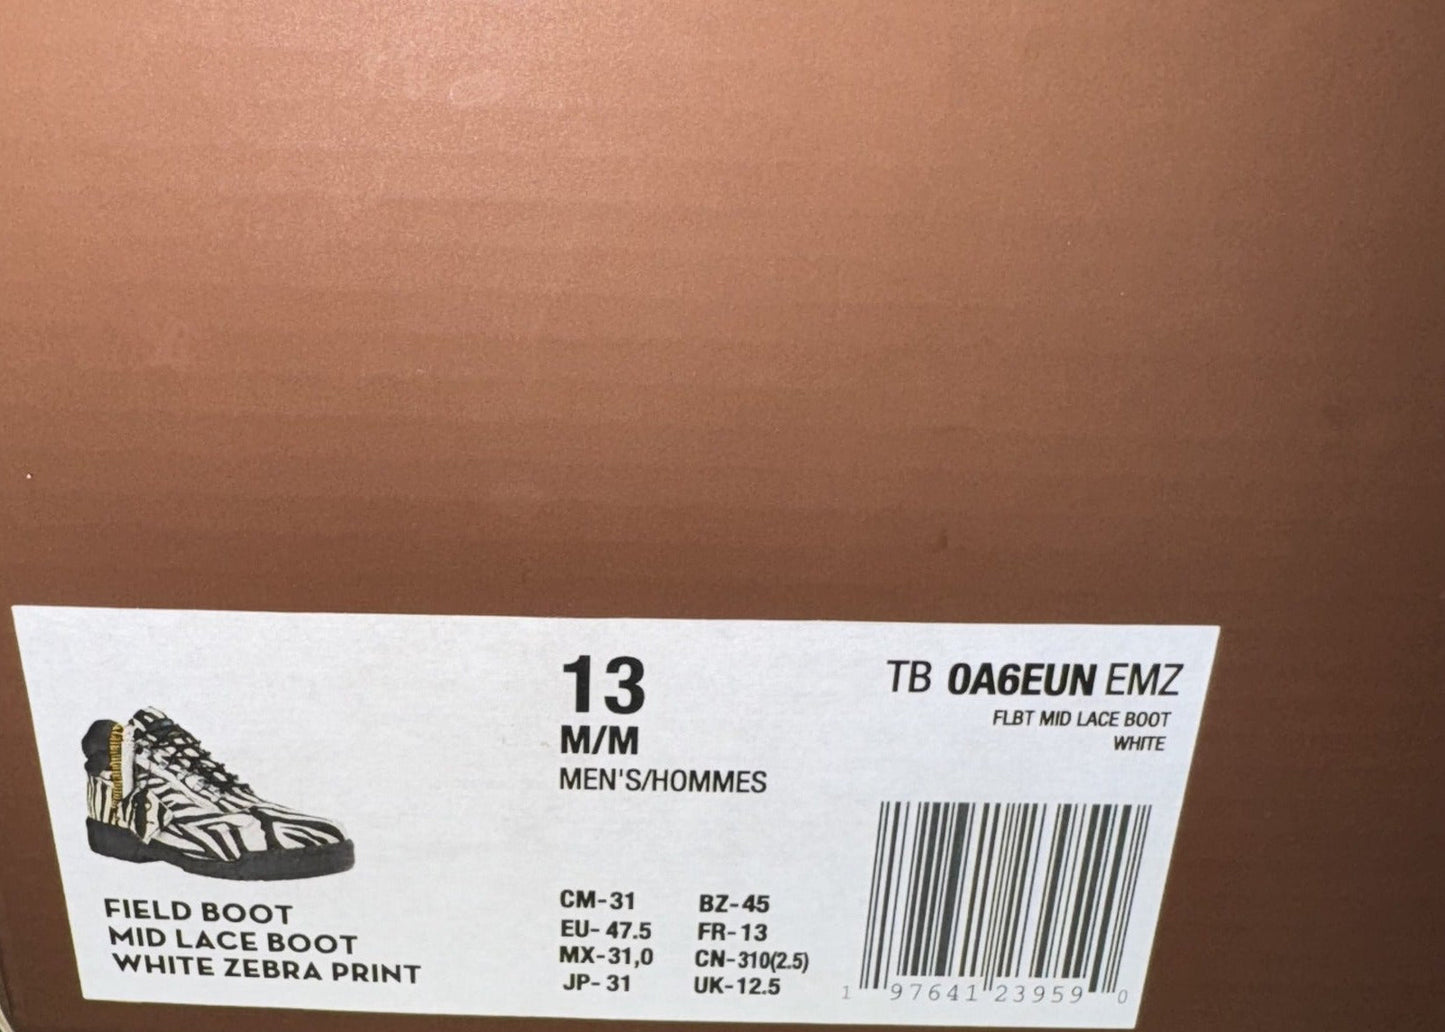 13
M/M
MEN'S/HOMMES
TB 0A6EUN EMZ
FLBT MID LACE BOOT
WHITE
FIELD BOOT
MID LACE BOOT
WHITE ZEBRA PRINT
CM-31 BZ-45
EU- 47.5 FR-13
MX-31,0 CN-310(2.5)
JP- 31 UK-12.5
1 97641 23959 0